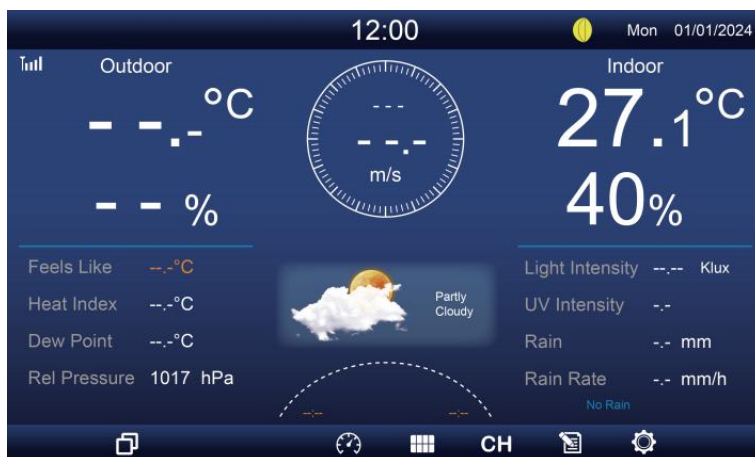 12:00
Mon 01/01/2024
Outdoor
Indoor
- -.-°C
- - -
- -.-
m/s
27.1°C
- - %
40%
Feels Like --.-°C
Heat Index --.-°C
Dew Point --.-°C
Rel Pressure 1017 hPa
Partly
Cloudy
--:--
--:--
Light Intensity --.-- Klux
UV Intensity -.-
Rain -.- mm
Rain Rate -.- mm/h
No Rain
CH